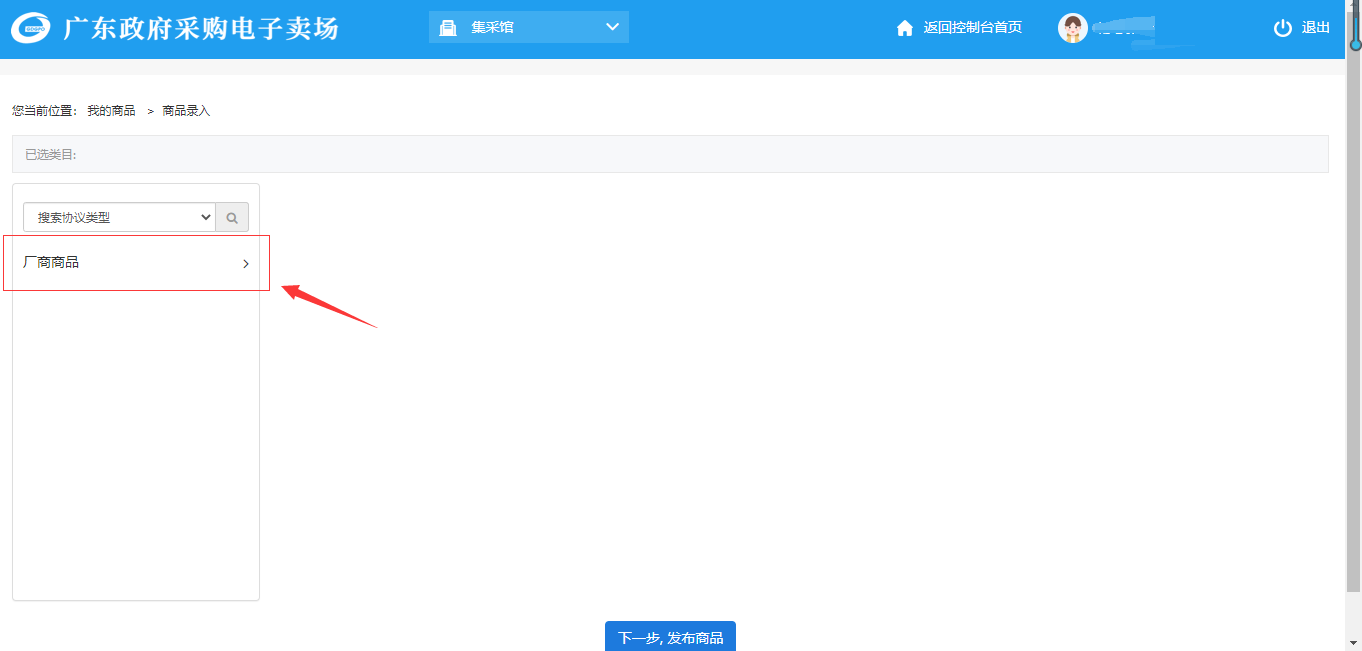 广东政府采购电子卖场
集采馆
返回控制台首页
退出
您当前位置: 我的商品 > 商品录入
已选类目:
搜索协议类型
厂商商品
下一步, 发布商品